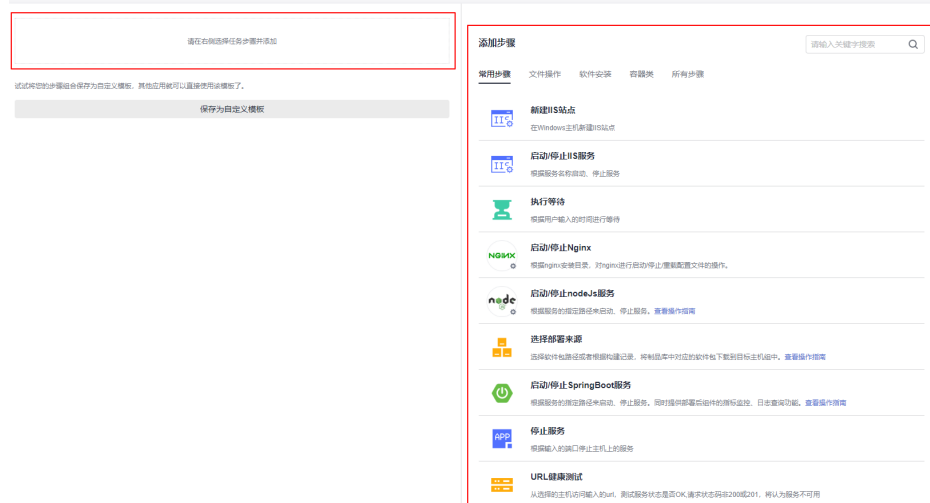 请在右侧选择任务步骤并添加
试试将您的步骤组合保存为自定义模板，其他应用就可以直接使用该模板了。
保存为自定义模板
添加步骤
请输入关键字搜索
常用步骤 文件操作 软件安装 容器类 所有步骤
IIS
新建IIS站点
在Windows主机新建IIS站点
IIS
启动/停止IIS服务
根据服务名称启动、停止服务
执行等待
根据用户输入的时间进行等待
NGINX
启动/停止Nginx
根据nginx安装目录，对nginx进行启动/停止/重载配置文件的操作。
node
启动/停止nodeJs服务
根据服务的指定路径来启动、停止服务。查看操作指南
选择部署来源
选择软件包路径或者根据构建记录，将制品库中对应的软件包下载到目标主机组中。查看操作指南
启动/停止SpringBoot服务
根据服务的指定路径来启动、停止服务。同时提供部署后组件的指标监控、日志查询功能。查看操作指南
APP
停止服务
根据输入的端口停止主机上的服务
URL健康测试
从选择的主机访问输入的url，测试服务状态是否OK,请求状态码非200或201，将认为服务不可用